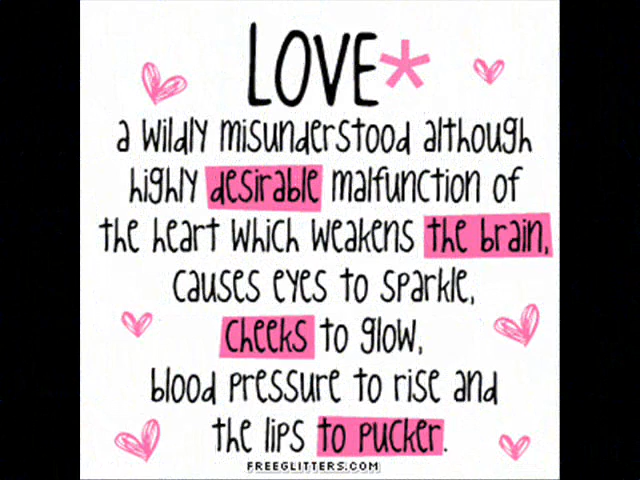 LOVE*
a wildly misunderstood although
highly desirable malfunction of
the heart which weakens the brain,
causes eyes to sparkle,
cheeks to glow,
blood pressure to rise and
the lips to pucker.
FREEGLITTERS.COM